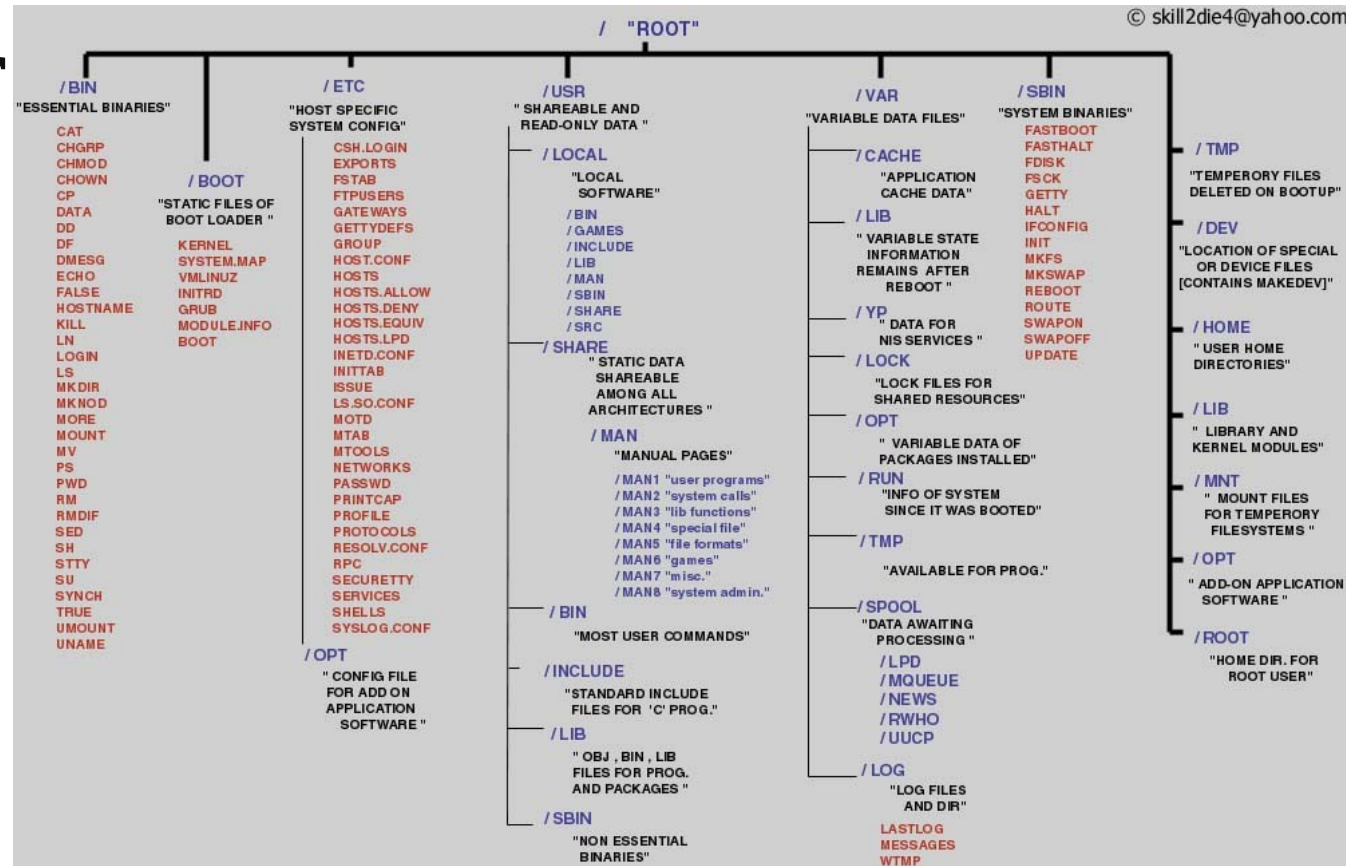 © skill2die4@yahoo.com
/ "ROOT"
/ BIN
"ESSENTIAL BINARIES"
CAT
CHGRP
CHMOD
CHOWN
CP
DATA
DD
DF
DMESG
ECHO
FALSE
HOSTNAME
KILL
LN
LOGIN
LS
MKDIR
MKNOD
MORE
MOUNT
MV
PS
PWD
RM
RMDIF
SED
SH
STTY
SU
SYNCH
TRUE
UMOUNT
UNAME
/ BOOT
"STATIC FILES OF
BOOT LOADER "
KERNEL
SYSTEM.MAP
VMLINUZ
INITRD
GRUB
MODULE.INFO
BOOT
/ ETC
"HOST SPECIFIC
SYSTEM CONFIG"
CSH.LOGIN
EXPORTS
FSTAB
FTPUSERS
GATEWAYS
GETTYDEFS
GROUP
HOST.CONF
HOSTS
HOSTS.ALLOW
HOSTS.DENY
HOSTS.EQUIV
HOSTS.LPD
INETD.CONF
INITTAB
ISSUE
LS.SO.CONF
MOTD
MTAB
MTOOLS
NETWORKS
PASSWD
PRINTCAP
PROFILE
PROTOCOLS
RESOLV.CONF
RPC
SECURETTY
SERVICES
SHELLS
SYSLOG.CONF
/ OPT
" CONFIG FILE
FOR ADD ON
APPLICATION
SOFTWARE "
/ USR
" SHAREABLE AND
READ-ONLY DATA "
/ LOCAL
"LOCAL
SOFTWARE"
/ BIN
/ GAMES
/ INCLUDE
/ LIB
/ MAN
/ SBIN
/ SHARE
/ SRC
/ SHARE
" STATIC DATA
SHAREABLE
AMONG ALL
ARCHITECTURES "
/ MAN
"MANUAL PAGES"
/ MAN1 "user programs"
/ MAN2 "system calls"
/ MAN3 "lib functions"
/ MAN4 "special file"
/ MAN5 "file formats"
/ MAN6 "games"
/ MAN7 "misc."
/ MAN8 "system admin."
/ BIN
"MOST USER COMMANDS"
/ INCLUDE
"STANDARD INCLUDE
FILES FOR 'C' PROG."
/ LIB
" OBJ , BIN , LIB
FILES FOR PROG.
AND PACKAGES "
/ SBIN
"NON ESSENTIAL
BINARIES"
/ VAR
"VARIABLE DATA FILES"
/ CACHE
"APPLICATION
CACHE DATA"
/ LIB
" VARIABLE STATE
INFORMATION
REMAINS AFTER
REBOOT "
/ YP
" DATA FOR
NIS SERVICES "
/ LOCK
"LOCK FILES FOR
SHARED RESOURCES"
/ OPT
" VARIABLE DATA OF
PACKAGES INSTALLED"
/ RUN
"INFO OF SYSTEM
SINCE IT WAS BOOTED"
/ TMP
"AVAILABLE FOR PROG."
/ SPOOL
"DATA AWAITING
PROCESSING "
/ LPD
/ MQUEUE
/ NEWS
/ RWHO
/ UUCP
/ LOG
"LOG FILES
AND DIR"
LASTLOG
MESSAGES
WTMP
/ SBIN
"SYSTEM BINARIES"
FASTBOOT
FASTHALT
FDISK
FSCK
GETTY
HALT
IFCONFIG
INIT
MKFS
MKSWAP
REBOOT
ROUTE
SWAPON
SWAPOFF
UPDATE
/ TMP
"TEMPERORY FILES
DELETED ON BOOTUP"
/ DEV
"LOCATION OF SPECIAL
OR DEVICE FILES
[CONTAINS MAKEDEV]"
/ HOME
" USER HOME
DIRECTORIES"
/ LIB
" LIBRARY AND
KERNEL MODULES"
/ MNT
" MOUNT FILES
FOR TEMPERORY
FILESYSTEMS "
/ OPT
" ADD-ON APPLICATION
SOFTWARE "
/ ROOT
"HOME DIR. FOR
ROOT USER"